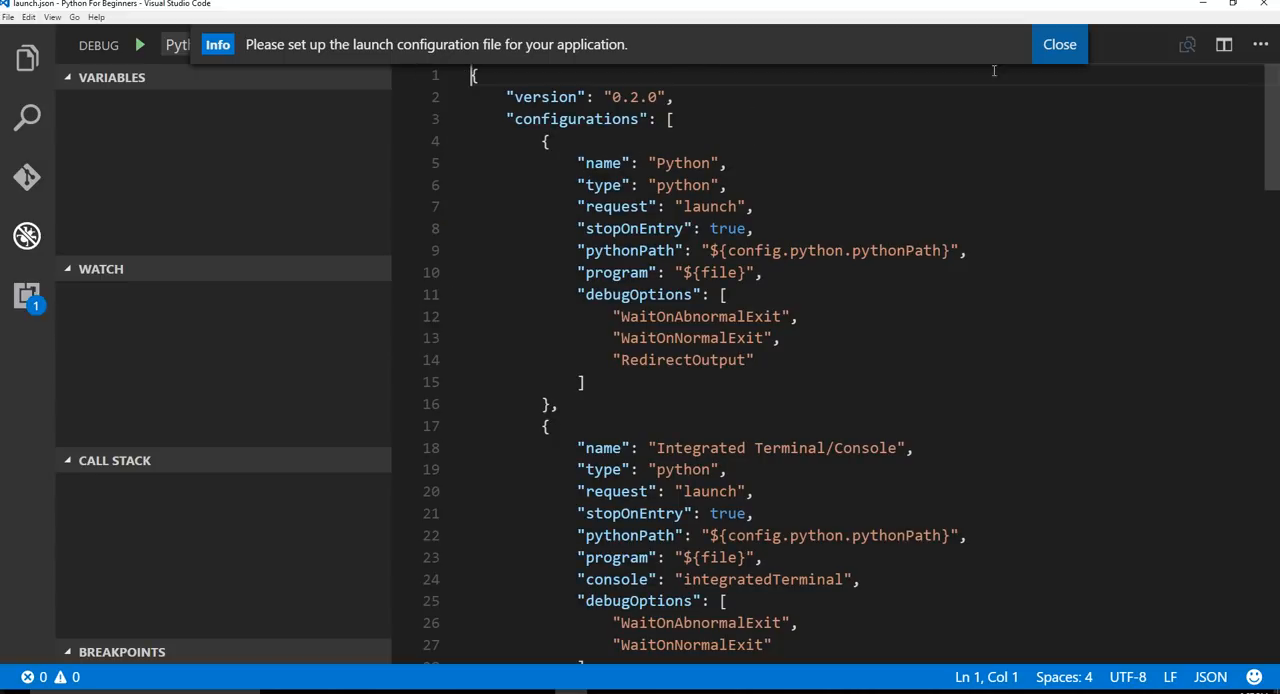 launch.json - Python For Beginners - Visual Studio Code
File Edit View Go Help
DEBUG Pyth
Info Please set up the launch configuration file for your application. Close
VARIABLES
WATCH
CALL STACK
BREAKPOINTS
1
1 {
2 "version": "0.2.0",
3 "configurations": [
4 {
5 "name": "Python",
6 "type": "python",
7 "request": "launch",
8 "stopOnEntry": true,
9 "pythonPath": "${config.python.pythonPath}",
10 "program": "${file}",
11 "debugOptions": [
12 "WaitOnAbnormalExit",
13 "WaitOnNormalExit",
14 "RedirectOutput"
15 ]
16 },
17 {
18 "name": "Integrated Terminal/Console",
19 "type": "python",
20 "request": "launch",
21 "stopOnEntry": true,
22 "pythonPath": "${config.python.pythonPath}",
23 "program": "${file}",
24 "console": "integratedTerminal",
25 "debugOptions": [
26 "WaitOnAbnormalExit",
27 "WaitOnNormalExit"
0 0 Ln 1, Col 1 Spaces: 4 UTF-8 LF JSON